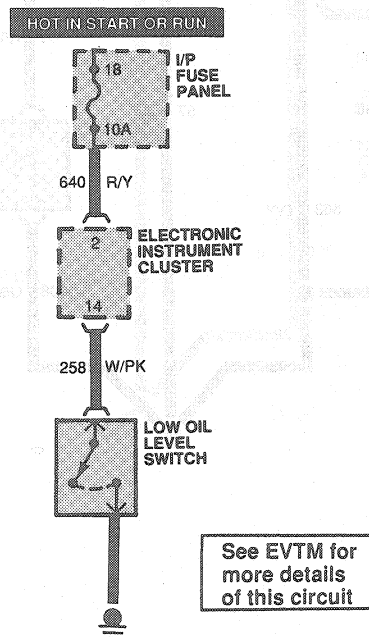 HOT IN START OR RUN
18
I/P
FUSE
PANEL
10A
640 R/Y
2
ELECTRONIC
INSTRUMENT
CLUSTER
14
258 W/PK
LOW OIL
LEVEL
SWITCH
See EVTM for
more details
of this circuit